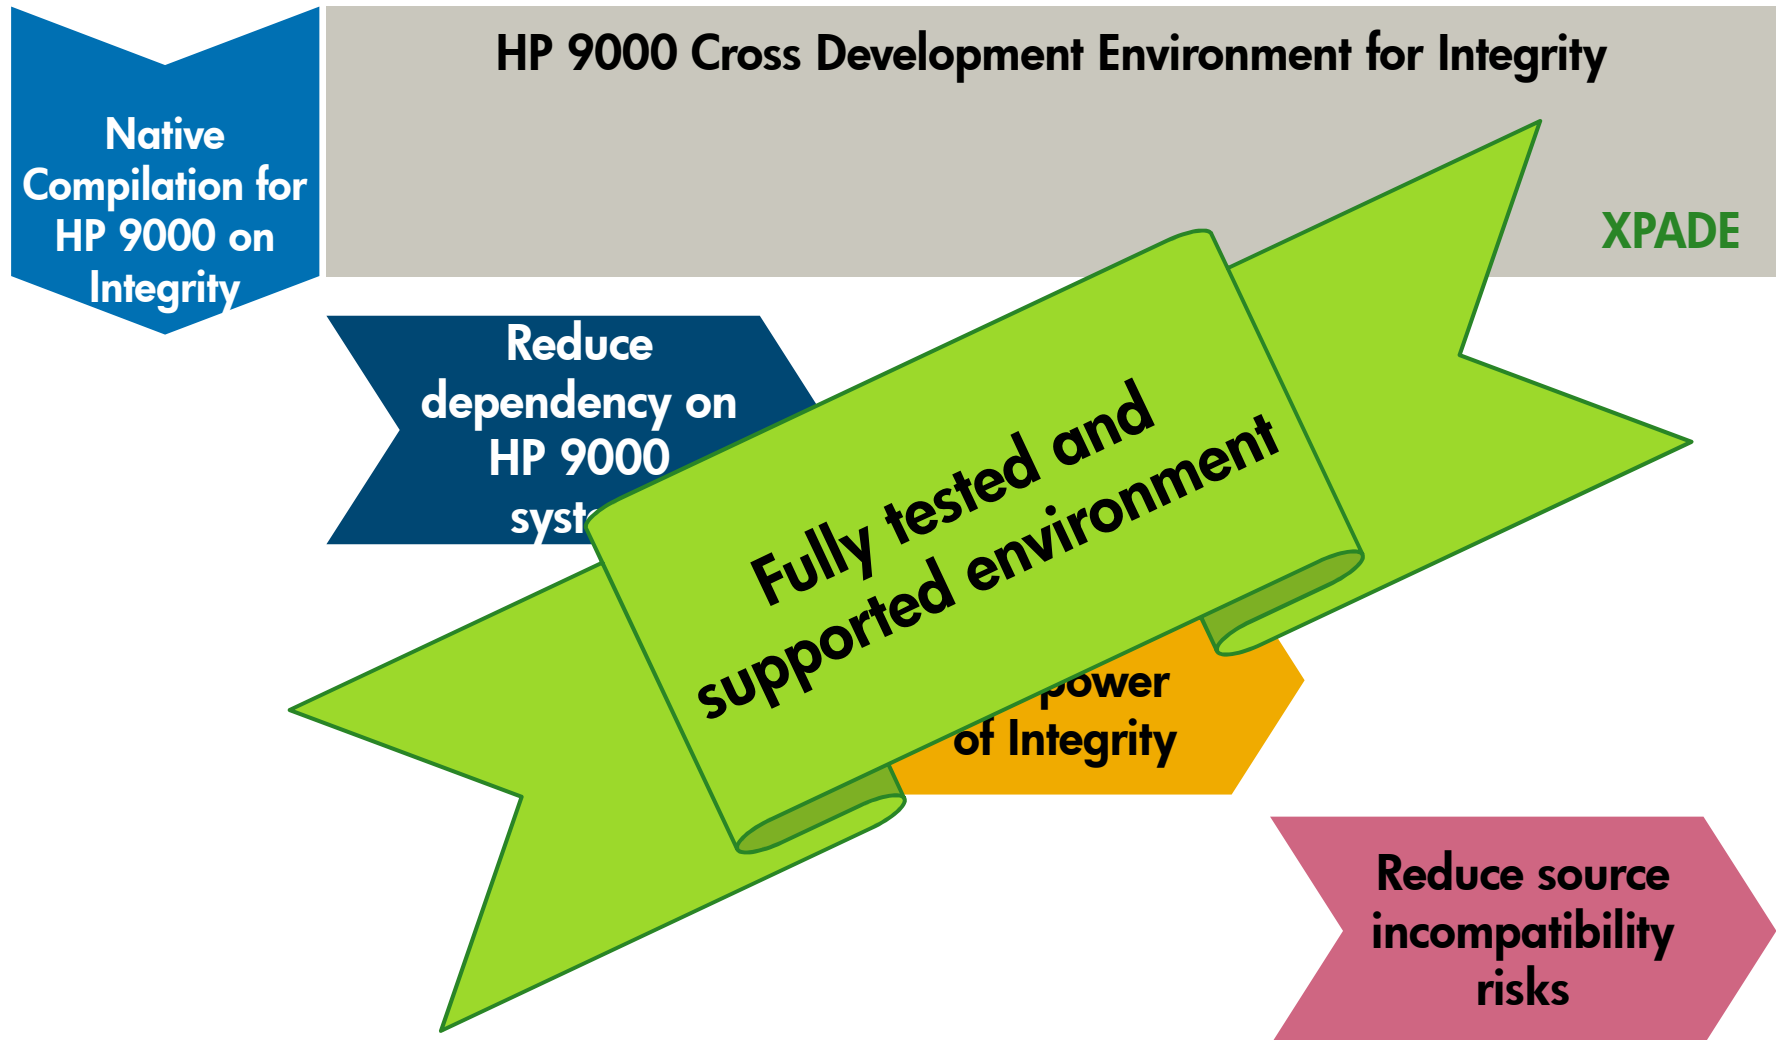 HP 9000 Cross Development Environment for Integrity
Native
Compilation for
HP 9000 on
Integrity
XPADE
Reduce
dependency on
HP 9000
Fully tested and
supported environment
power
of Integrity
Reduce source
incompatibility
risks